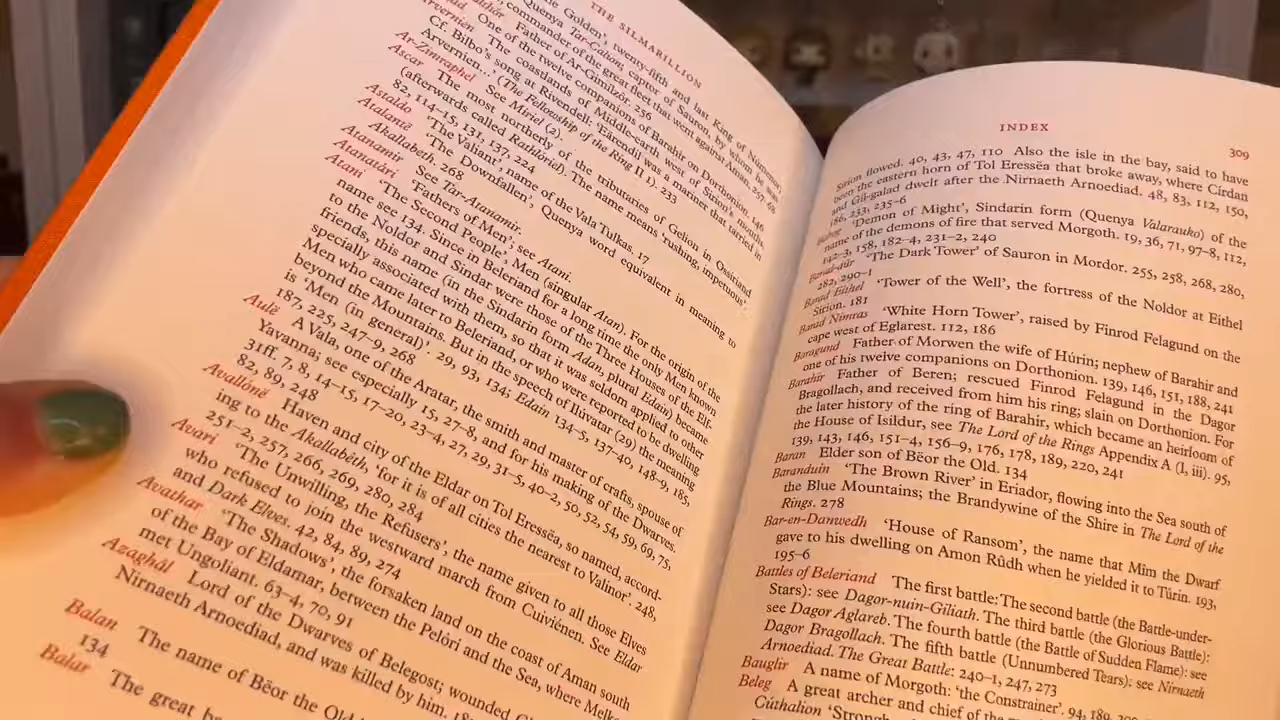 THE SILMARILLION
the Golden', twenty-fifth and last King of Númenor;
Quenya Tar-Calion, captor of Sauron, by whom he was
commander of the great fleet that went against Aman. 257-68
Father of Ar-Gimilzôr. 256
One of the twelve companions of Barahir on Dorthonion. 146
Arvernien The coastlands of Middle-earth west of Sirion's mouths.
Cf. Bilbo's song at Rivendell: 'Eärendil was a mariner that tarried in
Arvernien...' (The Fellowship of the Ring II 1). 233
Ar-Zimraphel See Míriel (2).
Ascar The most northerly of the tributaries of Gelion in Ossiriand
(afterwards called Rathlóriel). The name means 'rushing, impetuous'.
82, 114–15, 131, 137, 224
Astaldo 'The Valiant', name of the Vala Tulkas. 17
Atalantë 'The Downfallen', Quenya word equivalent in meaning to
Akallabêth. 268
Atanamir See Tar-Atanamir.
Atanatári 'Fathers of Men'; see Atani.
Atani 'The Second People', Men (singular Atan). For the origin of the
name see 134. Since in Beleriand for a long time the only Men known
to the Noldor and Sindar were those of the Three Houses of the Elf-
friends, this name (in the Sindarin form Adan, plural Edain) became
specially associated with them, so that it was seldom applied to other
Men who came later to Beleriand, or who were reported to be dwelling
beyond the Mountains. But in the speech of Ilúvatar (29) the meaning
is 'Men (in general)'. 29, 93, 134; Edain 134–5, 137–40, 148–9, 185,
187, 225, 247–9, 268
Aulë A Vala, one of the Aratar, the smith and master of crafts, spouse of
Yavanna; see especially 15, 27–8, and for his making of the Dwarves.
31ff. 7, 8, 14–15, 17–20, 23–4, 27, 29, 31–5, 40–2, 50, 52, 54, 59, 69, 75,
82, 89, 248
Avallónë Haven and city of the Eldar on Tol Eressëa, so named, accord-
ing to the Akallabêth, 'for it is of all cities the nearest to Valinor'. 248,
251–2, 257, 266, 269, 280, 284
Avari 'The Unwilling, the Refusers', the name given to all those Elves
who refused to join the westward march from Cuiviénen. See Eldar
and Dark Elves. 42, 84, 89, 274
Avathar 'The Shadows', the forsaken land on the coast of Aman south
of the Bay of Eldamar, between the Pelóri and the Sea, where Melkor
met Ungoliant. 63–4, 70, 91
Azaghâl Lord of the Dwarves of Belegost; wounded
Nirnaeth Arnoediad, and was killed by him.
Balan The name of Bëor the Old
134
Balar The great
INDEX 309
Sirion flowed. 40, 43, 47, 110 Also the isle in the bay, said to have
been the eastern horn of Tol Eressëa that broke away, where Círdan
and Gil-galad dwelt after the Nirnaeth Arnoediad. 48, 83, 112, 150,
186, 233, 235–6
Balrog 'Demon of Might', Sindarin form (Quenya Valarauko) of the
name of the demons of fire that served Morgoth. 19, 36, 71, 97–8, 112,
142–3, 158, 182–4, 231–2, 240
Barad-dûr 'The Dark Tower' of Sauron in Mordor. 255, 258, 268, 280,
282, 290–1
Barad Eithel 'Tower of the Well', the fortress of the Noldor at Eithel
Sirion. 181
Barad Nimras 'White Horn Tower', raised by Finrod Felagund on the
cape west of Eglarest. 112, 186
Baragund Father of Morwen the wife of Húrin; nephew of Barahir and
one of his twelve companions on Dorthonion. 139, 146, 151, 188, 241
Barahir Father of Beren; rescued Finrod Felagund in the Dagor
Bragollach, and received from him his ring; slain on Dorthonion. For
the later history of the ring of Barahir, which became an heirloom of
the House of Isildur, see The Lord of the Rings Appendix A (I, iii). 95,
139, 143, 146, 151–4, 156–9, 176, 178, 189, 220, 241
Baran Elder son of Bëor the Old. 134
Baranduin 'The Brown River' in Eriador, flowing into the Sea south of
the Blue Mountains; the Brandywine of the Shire in The Lord of the
Rings. 278
Bar-en-Danwedh 'House of Ransom', the name that Mîm the Dwarf
gave to his dwelling on Amon Rûdh when he yielded it to Túrin. 193,
195–6
Battles of Beleriand The first battle: The second battle (the Battle-under-
Stars): see Dagor-nuin-Giliath. The third battle (the Glorious Battle):
see Dagor Aglareb. The fourth battle (the Battle of Sudden Flame): see
Dagor Bragollach. The fifth battle (Unnumbered Tears): see Nirnaeth
Arnoediad. The Great Battle: 240–1, 247, 273
Bauglir A name of Morgoth: 'the Constrainer'. 94, 189,
Beleg A great archer and chief of the
Cúthalion